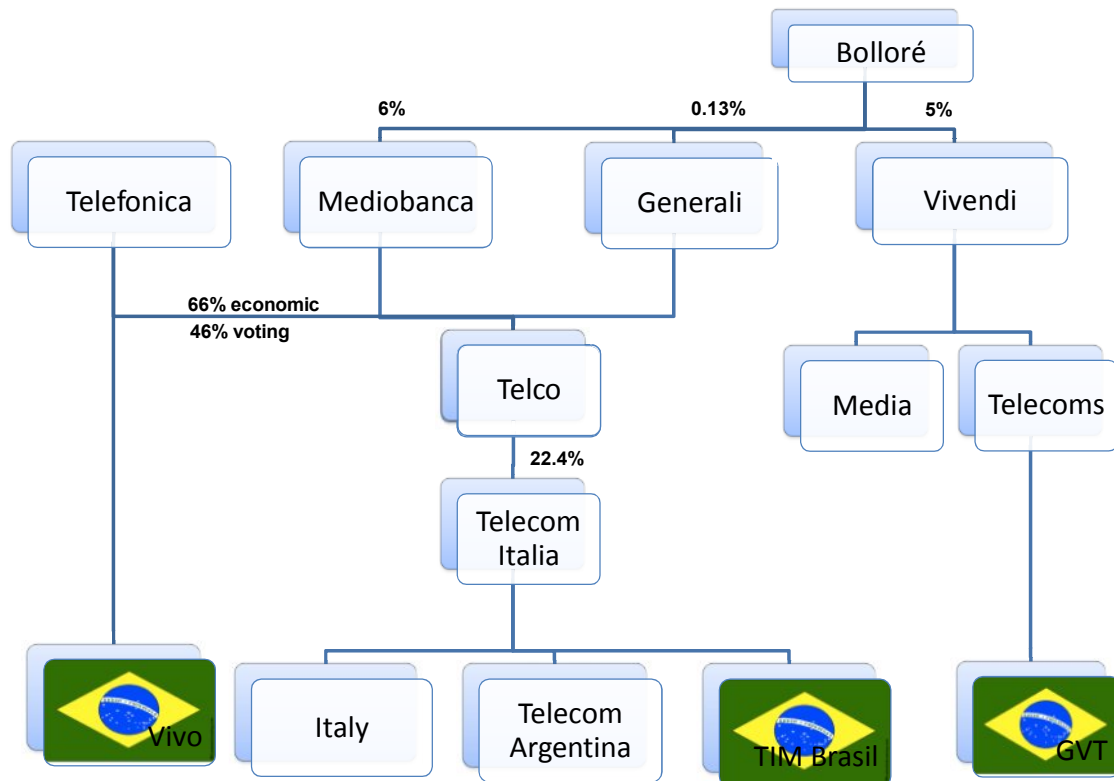 Bolloré
6%
0.13%
5%
Telefonica
Mediobanca
Generali
Vivendi
66% economic
46% voting
Telco
Media
Telecoms
22.4%
Telecom
Italia
Vivo
Italy
Telecom
Argentina
TIM Brasil
GVT